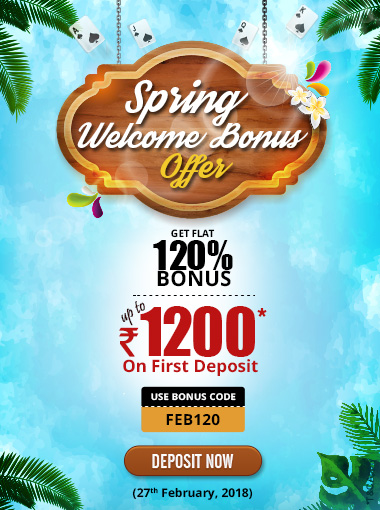 Spring
Welcome Bonus
Offer
GET FLAT
120%
BONUS
up to
₹1200*
On First Deposit
USE BONUS CODE
FEB120
DEPOSIT NOW
(27th February, 2018)